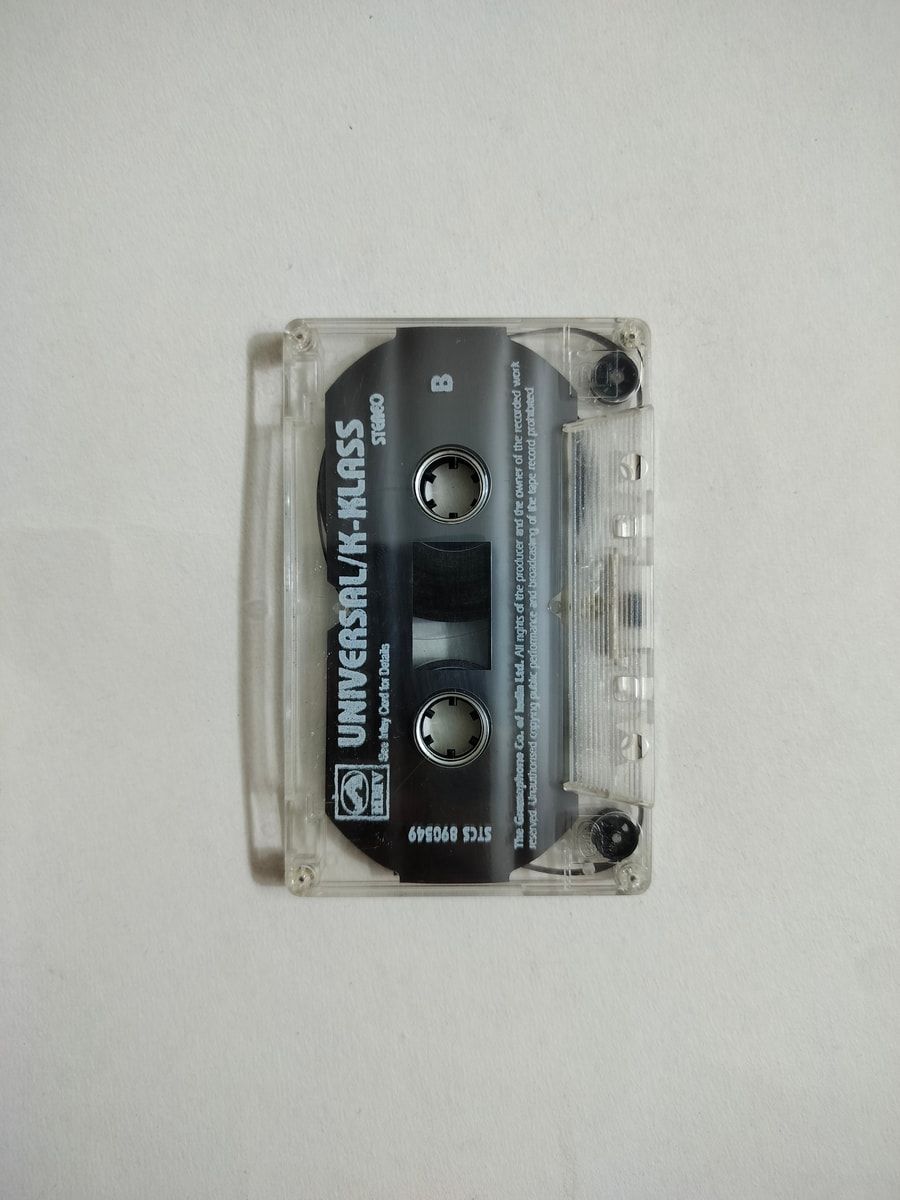 UNIVERSAL/K-KLASS
STEREO
See Inlay Card for Details
HMV
B
STCS 890549
The Gramophone Co. of India Ltd. All rights of the producer and the owner of the recorded work
reserved. Unauthorised copying public performance and broadcasting of the tape record prohibited